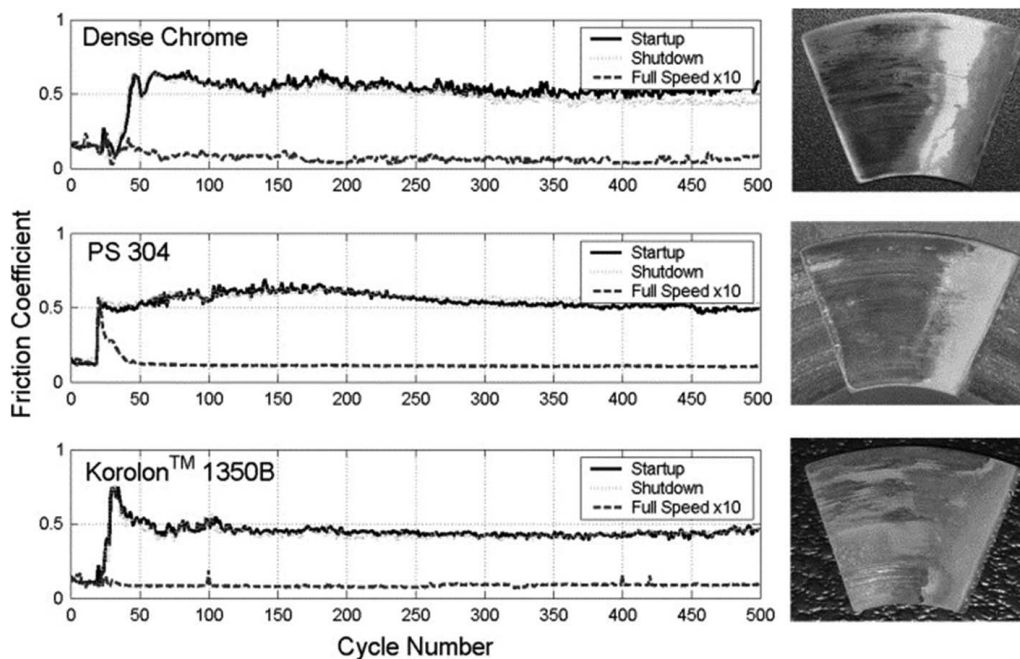 Friction Coefficient
Dense Chrome
Startup
Shutdown
Full Speed x10
1
0.5
0
0 50 100 150 200 250 300 350 400 450 500
PS 304
Startup
Shutdown
Full Speed x10
1
0.5
0
0 50 100 150 200 250 300 350 400 450 500
Korolon™ 1350B
Startup
Shutdown
Full Speed x10
1
0.5
0
0 50 100 150 200 250 300 350 400 450 500
Cycle Number